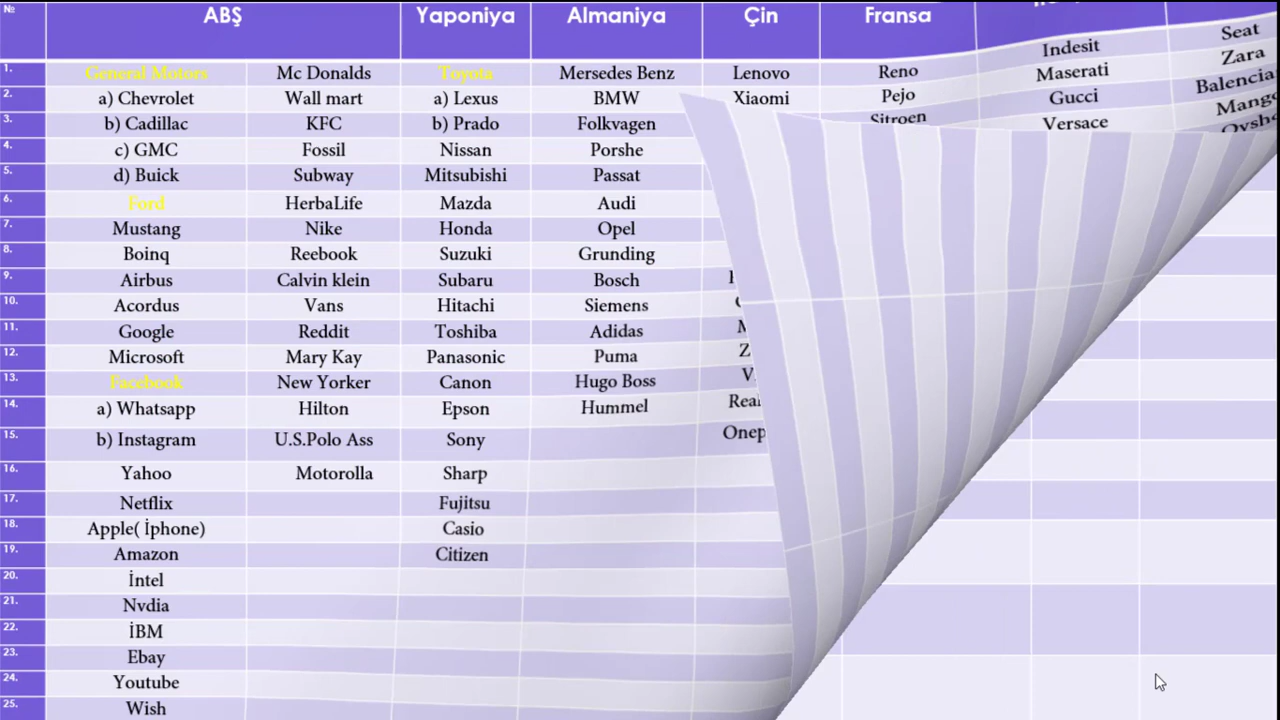 № ABŞ Yaponiya Almaniya Çin Fransa
1. General Motors Mc Donalds Toyota Mersedes Benz Lenovo Reno Indesit Seat
2. a) Chevrolet Wall mart a) Lexus BMW Xiaomi Pejo Maserati Zara
3. b) Cadillac KFC b) Prado Folkvagen Sitroen Gucci
4. c) GMC Fossil Nissan Porshe Versace
5. d) Buick Subway Mitsubishi Passat
6. Ford HerbaLife Mazda Audi
7. Mustang Nike Honda Opel
8. Boinq Reebook Suzuki Grunding
9. Airbus Calvin klein Subaru Bosch
10. Acordus Vans Hitachi Siemens
11. Google Reddit Toshiba Adidas
12. Microsoft Mary Kay Panasonic Puma
13. Facebook New Yorker Canon Hugo Boss
14. a) Whatsapp Hilton Epson Hummel
15. b) Instagram U.S.Polo Ass Sony
16. Yahoo Motorolla Sharp
17. Netflix Fujitsu
18. Apple( İphone) Casio
19. Amazon Citizen
20. İntel
21. Nvdia
22. İBM
23. Ebay
24. Youtube
25. Wish